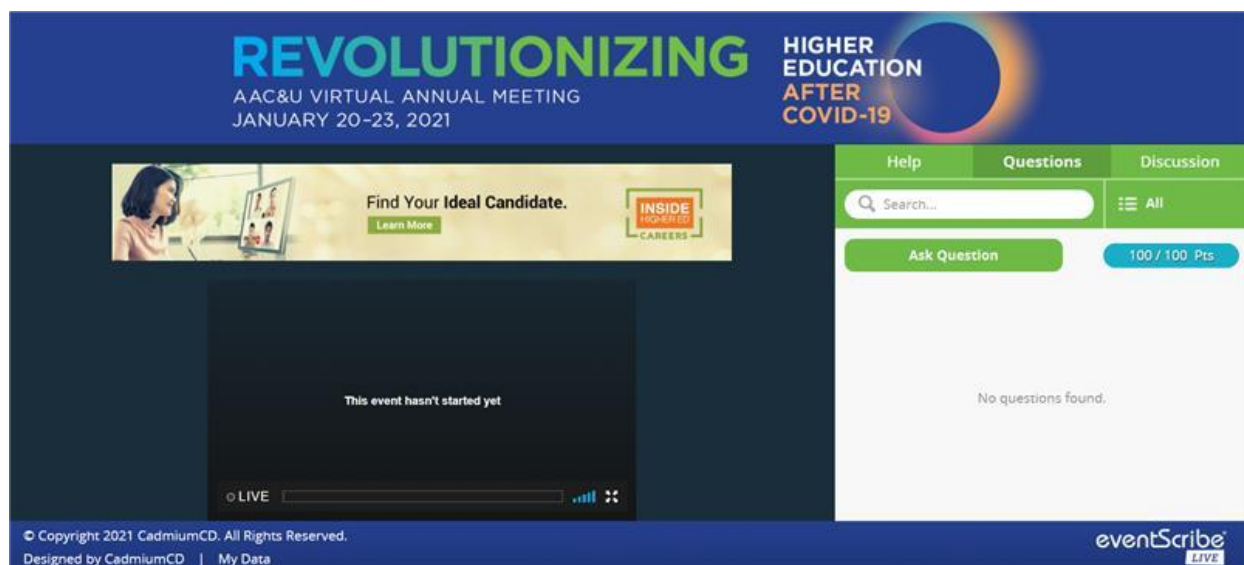 REVOLUTIONIZING
AAC&U VIRTUAL ANNUAL MEETING
JANUARY 20–23, 2021
HIGHER
EDUCATION
AFTER
COVID-19
Find Your Ideal Candidate.
Learn More
INSIDE
HIGHER ED
CAREERS
This event hasn't started yet
LIVE
Help Questions Discussion
Search... All
Ask Question 100 / 100 Pts
No questions found.
© Copyright 2021 CadmiumCD. All Rights Reserved.
Designed by CadmiumCD | My Data
eventScribe®
LIVE